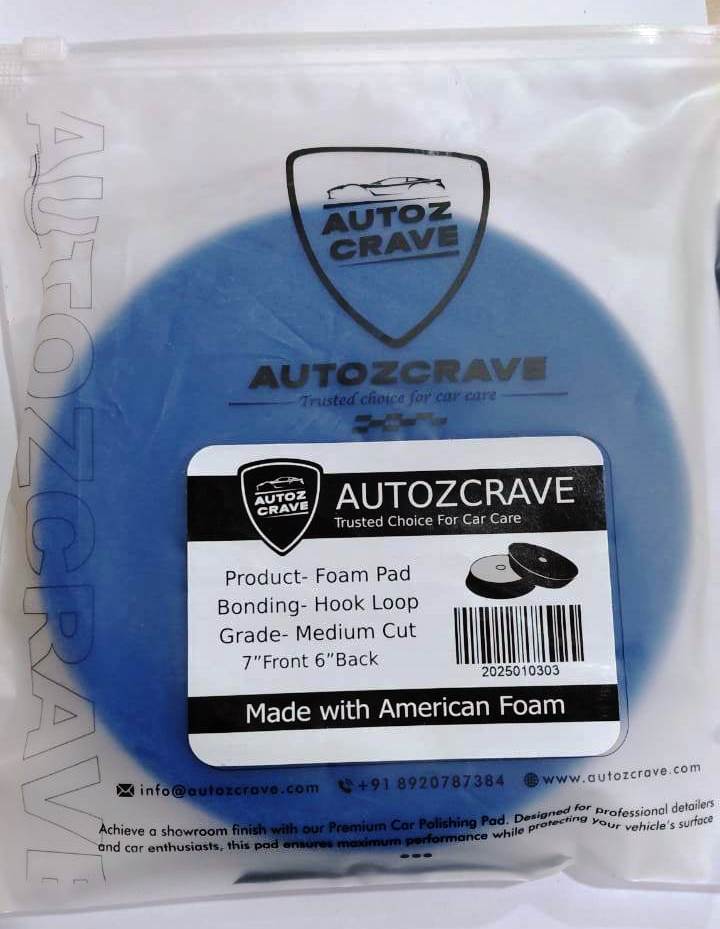 AUTOZCRAVE
AUTOZ
CRAVE
AUTOZCRAVE
Trusted choice for car care
AUTOZ
CRAVE
AUTOZCRAVE
Trusted Choice For Car Care
Product- Foam Pad
Bonding- Hook Loop
Grade- Medium Cut
7”Front 6”Back
2025010303
Made with American Foam
info@autozcrave.com +91 8920787384 www.autozcrave.com
Achieve a showroom finish with our Premium Car Polishing Pad. Designed for professional detailers
and car enthusiasts, this pad ensures maximum performance while protecting your vehicle's surface